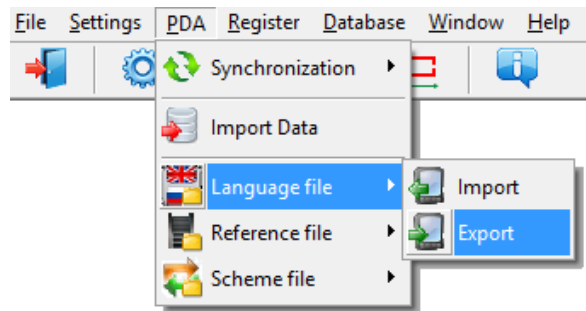 File Settings PDA Register Database Window Help
Synchronization
Import Data
Language file
Import
Reference file
Export
Scheme file